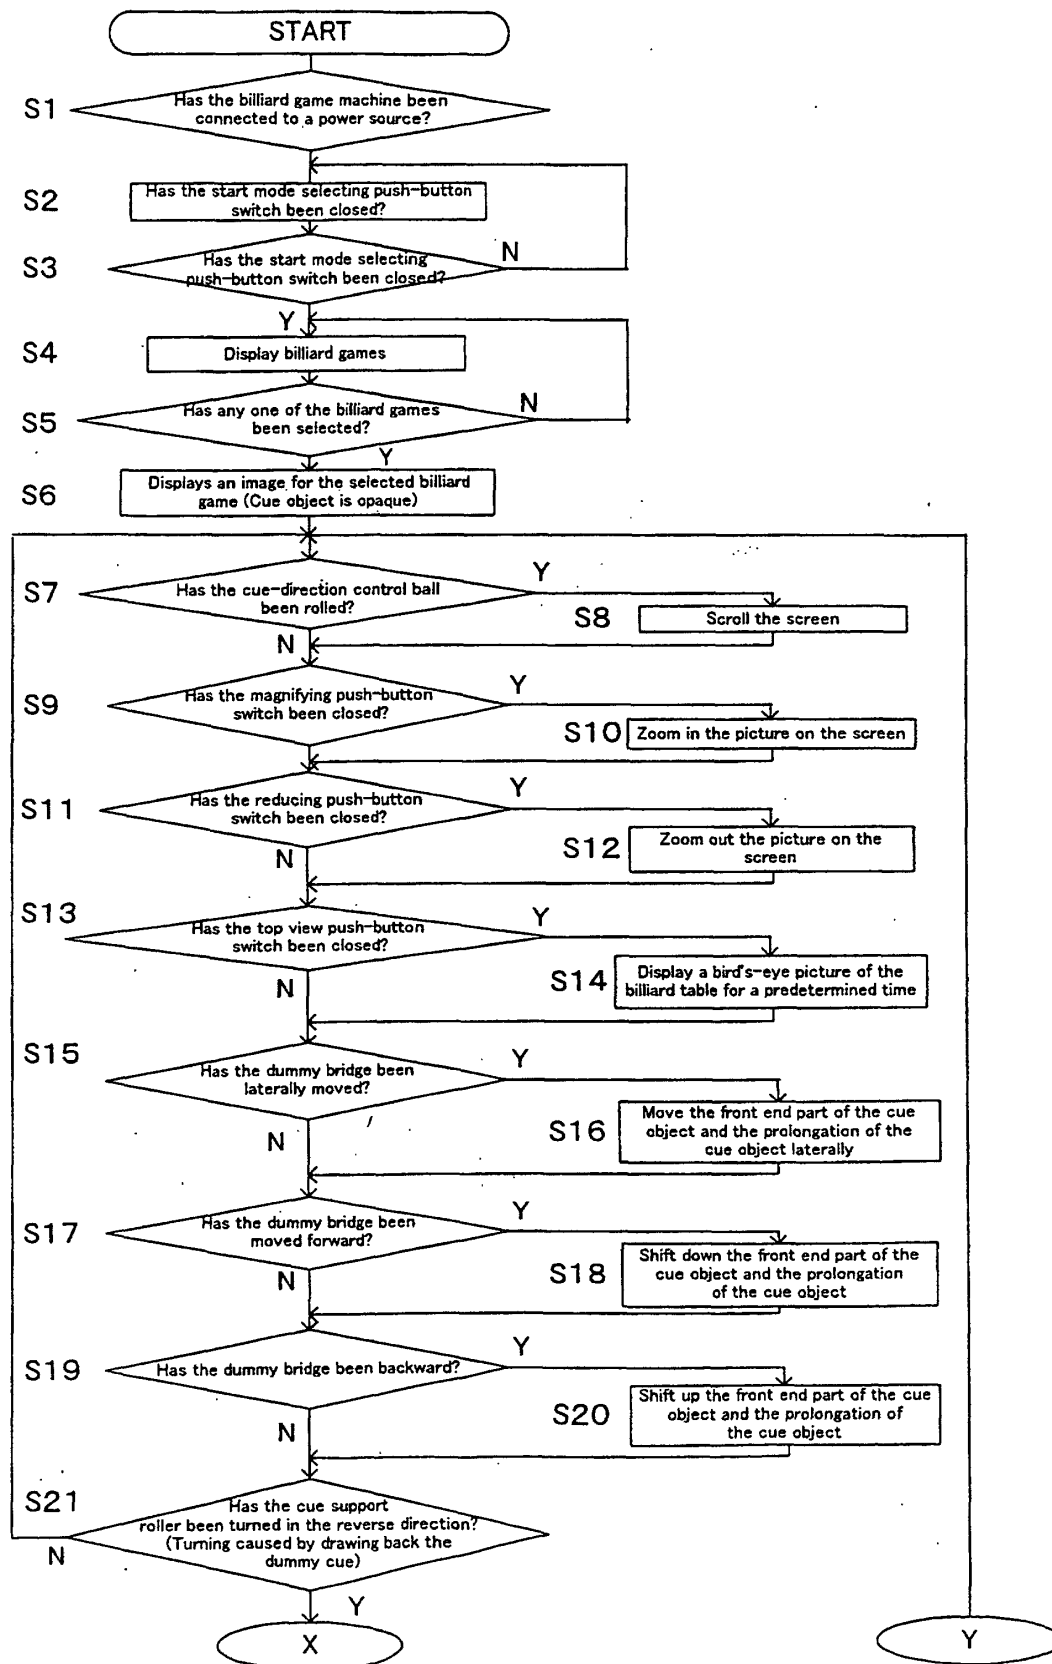 START
S1
Has the billiard game machine been
connected to a power source?
S2
Has the start mode selecting push-button
switch been closed?
S3
Has the start mode selecting
push-button switch been closed?
N
Y
S4
Display billiard games
S5
Has any one of the billiard games
been selected?
N
Y
S6
Displays an image for the selected billiard
game (Cue object is opaque)
S7
Has the cue-direction control ball
been rolled?
Y
N
S8
Scroll the screen
S9
Has the magnifying push-button
switch been closed?
Y
S10
Zoom in the picture on the screen
S11
Has the reducing push-button
switch been closed?
Y
N
S12
Zoom out the picture on the
screen
S13
Has the top view push-button
switch been closed?
Y
N
S14
Display a bird's-eye picture of the
billiard table for a predetermined time
S15
Has the dummy bridge been
laterally moved?
Y
N
S16
Move the front end part of the cue
object and the prolongation of the
cue object laterally
S17
Has the dummy bridge been
moved forward?
Y
N
S18
Shift down the front end part of the
cue object and the prolongation
of the cue object
S19
Has the dummy bridge been backward?
Y
N
S20
Shift up the front end part of the cue
object and the prolongation of
the cue object
S21
Has the cue support
roller been turned in the reverse direction?
(Turning caused by drawing back the
dummy cue)
N
Y
X
Y